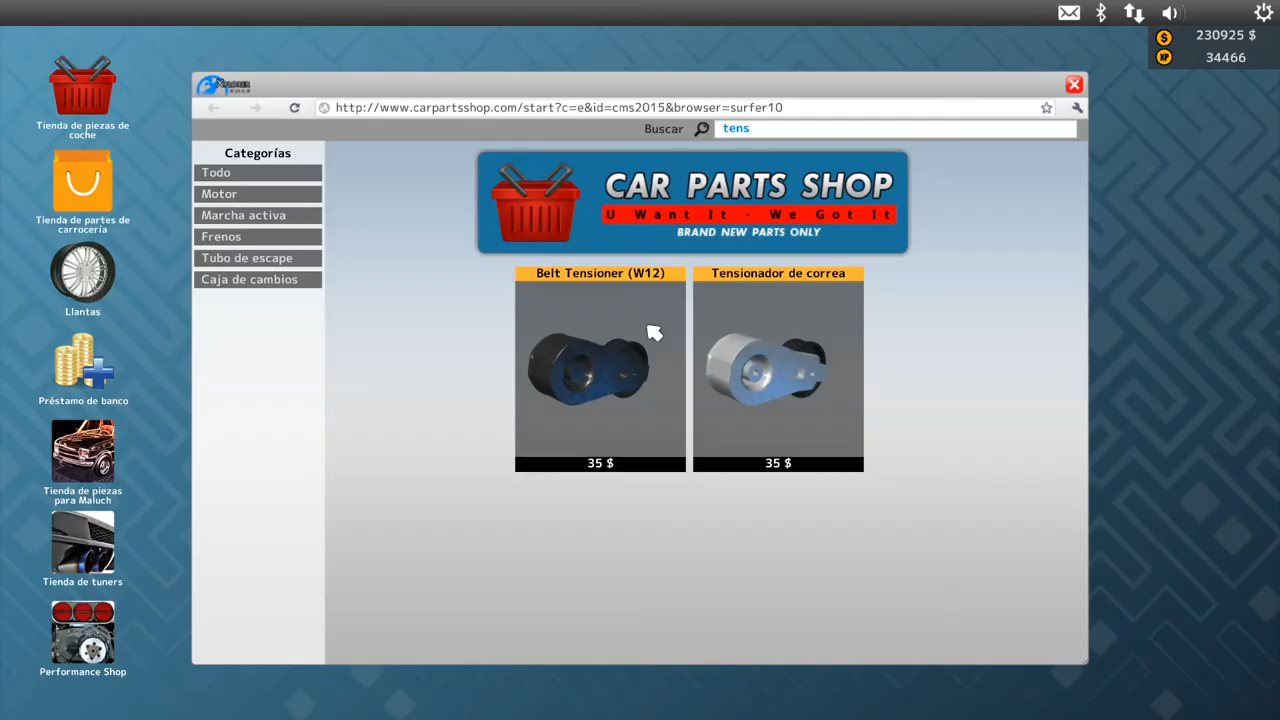 230925 $
34466
XP
Tienda de piezas de
coche
Tienda de partes de
carrocería
Llantas
Préstamo de banco
Tienda de piezas
para Maluch
Tienda de tuners
Performance Shop
http://www.carpartsshop.com/start?c=e&id=cms2015&browser=surfer10
Buscar
tens
Categorías
Todo
Motor
Marcha activa
Frenos
Tubo de escape
Caja de cambios
CAR PARTS SHOP
U Want It - We Got It
BRAND NEW PARTS ONLY
Belt Tensioner (W12)
35 $
Tensionador de correa
35 $